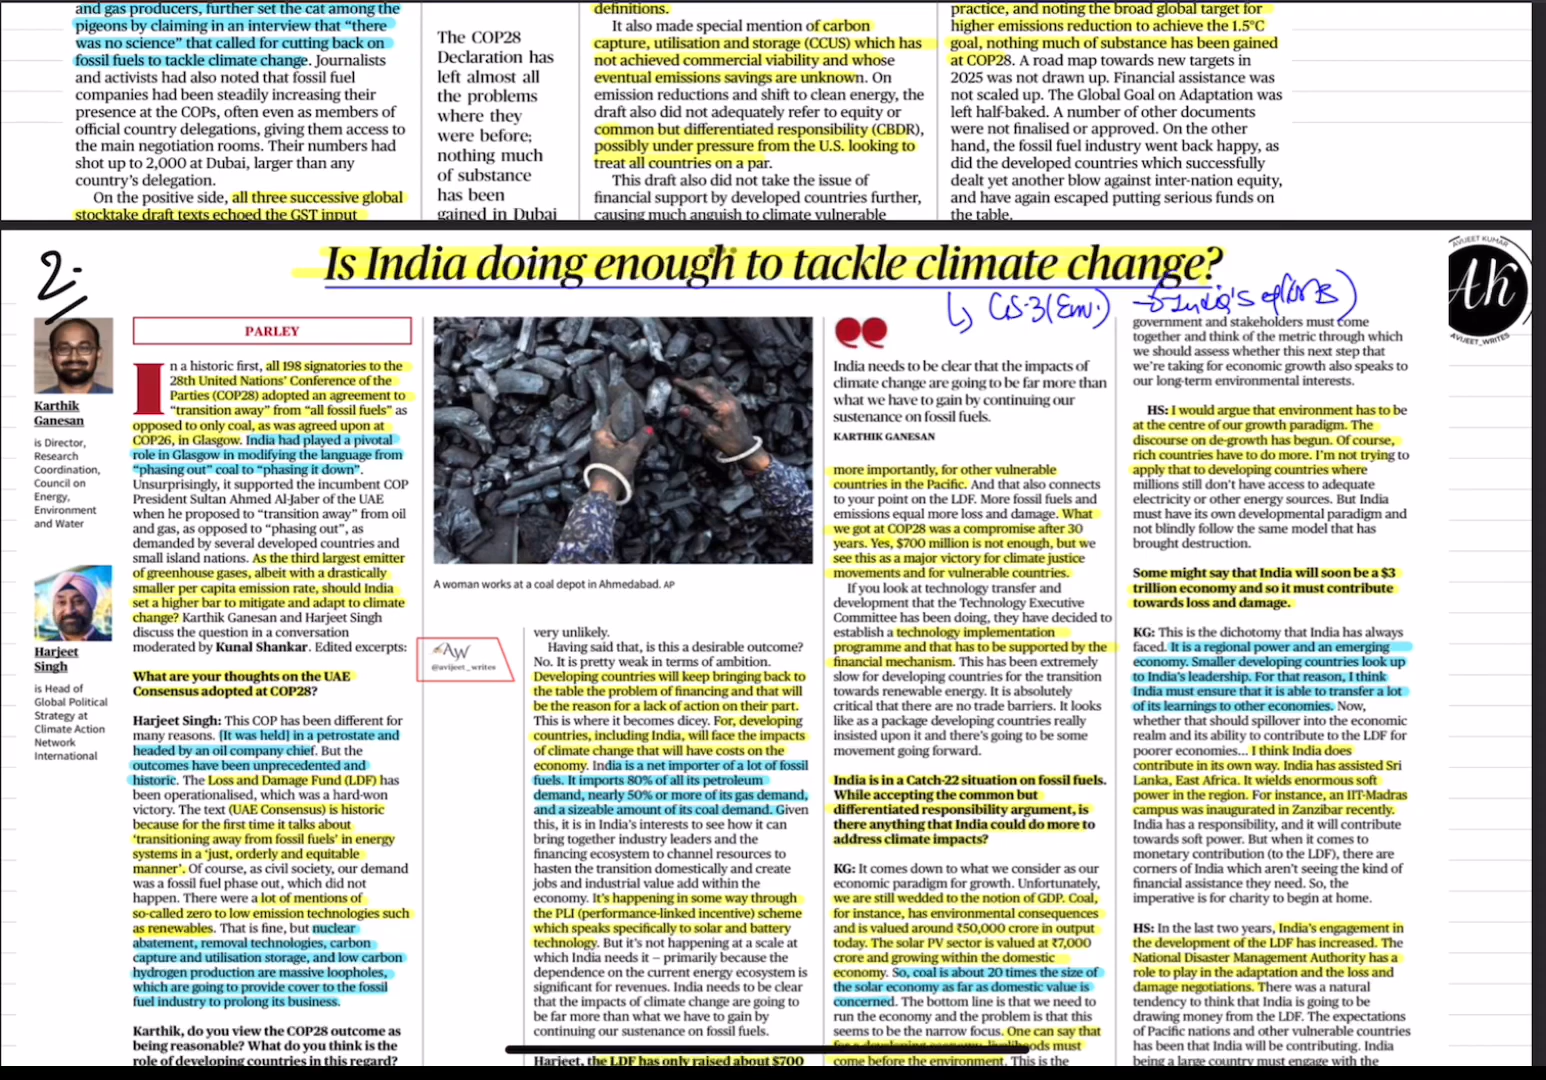 and gas producers, further set the cat among the
pigeons by claiming in an interview that “there
was no science” that called for cutting back on
fossil fuels to tackle climate change. Journalists
and activists had also noted that fossil fuel
companies had been steadily increasing their
presence at the COPs, often even as members of
official country delegations, giving them access to
the main negotiation rooms. Their numbers had
shot up to 2,000 at Dubai, larger than any
country’s delegation.
On the positive side, all three successive global
stocktake draft texts echoed the GST input
The COP28
Declaration has
left almost all
the problems
where they
were before;
nothing much
of substance
has been
gained in Dubai
definitions.
It also made special mention of carbon
capture, utilisation and storage (CCUS) which has
not achieved commercial viability and whose
eventual emissions savings are unknown. On
emission reductions and shift to clean energy, the
draft also did not adequately refer to equity or
common but differentiated responsibility (CBDR),
possibly under pressure from the U.S. looking to
treat all countries on a par.
This draft also did not take the issue of
financial support by developed countries further,
causing much anguish to climate vulnerable
practice, and noting the broad global target for
higher emissions reduction to achieve the 1.5°C
goal, nothing much of substance has been gained
at COP28. A road map towards new targets in
2025 was not drawn up. Financial assistance was
not scaled up. The Global Goal on Adaptation was
left half-baked. A number of other documents
were not finalised or approved. On the other
hand, the fossil fuel industry went back happy, as
did the developed countries which successfully
dealt yet another blow against inter-nation equity,
and have again escaped putting serious funds on
the table.
2.
Is India doing enough to tackle climate change?
GS-3 (Env.)
India's
AVIJEET KUMAR
AK
AVIJEET_WRITES
Karthik
Ganesan
is Director,
Research
Coordination,
Council on
Energy,
Environment
and Water
Harjeet
Singh
is Head of
Global Political
Strategy at
Climate Action
Network
International
PARLEY
In a historic first, all 198 signatories to the
28th United Nations’ Conference of the
Parties (COP28) adopted an agreement to
“transition away” from “all fossil fuels” as
opposed to only coal, as was agreed upon at
COP26, in Glasgow. India had played a pivotal
role in Glasgow in modifying the language from
“phasing out” coal to “phasing it down”.
Unsurprisingly, it supported the incumbent COP
President Sultan Ahmed Al-Jaber of the UAE
when he proposed to “transition away” from oil
and gas, as opposed to “phasing out”, as
demanded by several developed countries and
small island nations. As the third largest emitter
of greenhouse gases, albeit with a drastically
smaller per capita emission rate, should India
set a higher bar to mitigate and adapt to climate
change? Karthik Ganesan and Harjeet Singh
discuss the question in a conversation
moderated by Kunal Shankar. Edited excerpts:
What are your thoughts on the UAE
Consensus adopted at COP28?
Harjeet Singh: This COP has been different for
many reasons. [It was held] in a petrostate and
headed by an oil company chief. But the
outcomes have been unprecedented and
historic. The Loss and Damage Fund (LDF) has
been operationalised, which was a hard-won
victory. The text (UAE Consensus) is historic
because for the first time it talks about
‘transitioning away from fossil fuels’ in energy
systems in a ‘just, orderly and equitable
manner’. Of course, as civil society, our demand
was a fossil fuel phase out, which did not
happen. There were a lot of mentions of
so-called zero to low emission technologies such
as renewables. That is fine, but nuclear
abatement, removal technologies, carbon
capture and utilisation storage, and low carbon
hydrogen production are massive loopholes,
which are going to provide cover to the fossil
fuel industry to prolong its business.
Karthik, do you view the COP28 outcome as
being reasonable? What do you think is the
role of developing countries in this regard?
A woman works at a coal depot in Ahmedabad. AP
AW
@avijeet_writes
very unlikely.
Having said that, is this a desirable outcome?
No. It is pretty weak in terms of ambition.
Developing countries will keep bringing back to
the table the problem of financing and that will
be the reason for a lack of action on their part.
This is where it becomes dicey. For, developing
countries, including India, will face the impacts
of climate change that will have costs on the
economy. India is a net importer of a lot of fossil
fuels. It imports 80% of all its petroleum
demand, nearly 50% or more of its gas demand,
and a sizeable amount of its coal demand. Given
this, it is in India’s interests to see how it can
bring together industry leaders and the
financing ecosystem to channel resources to
hasten the transition domestically and create
jobs and industrial value add within the
economy. It’s happening in some way through
the PLI (performance-linked incentive) scheme
which speaks specifically to solar and battery
technology. But it’s not happening at a scale at
which India needs it – primarily because the
dependence on the current energy ecosystem is
significant for revenues. India needs to be clear
that the impacts of climate change are going to
be far more than what we have to gain by
continuing our sustenance on fossil fuels.
Harjeet, the LDF has only raised about $700
India needs to be clear that the impacts of
climate change are going to be far more than
what we have to gain by continuing our
sustenance on fossil fuels.
KARTHIK GANESAN
more importantly, for other vulnerable
countries in the Pacific. And that also connects
to your point on the LDF. More fossil fuels and
emissions equal more loss and damage. What
we got at COP28 was a compromise after 30
years. Yes, $700 million is not enough, but we
see this as a major victory for climate justice
movements and for vulnerable countries.
If you look at technology transfer and
development that the Technology Executive
Committee has been doing, they have decided to
establish a technology implementation
programme and that has to be supported by the
financial mechanism. This has been extremely
slow for developing countries for the transition
towards renewable energy. It is absolutely
critical that there are no trade barriers. It looks
like as a package developing countries really
insisted upon it and there’s going to be some
movement going forward.
India is in a Catch-22 situation on fossil fuels.
While accepting the common but
differentiated responsibility argument, is
there anything that India could do more to
address climate impacts?
KG: It comes down to what we consider as our
economic paradigm for growth. Unfortunately,
we are still wedded to the notion of GDP. Coal,
for instance, has environmental consequences
and is valued around ₹50,000 crore in output
today. The solar PV sector is valued at ₹7,000
crore and growing within the domestic
economy. So, coal is about 20 times the size of
the solar economy as far as domestic value is
concerned. The bottom line is that we need to
run the economy and the problem is that this
seems to be the narrow focus. One can say that
for a developing economy, livelihoods must
come before the environment. This is the
government and stakeholders must come
together and think of the metric through which
we should assess whether this next step that
we’re taking for economic growth also speaks to
our long-term environmental interests.
HS: I would argue that environment has to be
at the centre of our growth paradigm. The
discourse on de-growth has begun. Of course,
rich countries have to do more. I’m not trying to
apply that to developing countries where
millions still don’t have access to adequate
electricity or other energy sources. But India
must have its own developmental paradigm and
not blindly follow the same model that has
brought destruction.
Some might say that India will soon be a $3
trillion economy and so it must contribute
towards loss and damage.
KG: This is the dichotomy that India has always
faced. It is a regional power and an emerging
economy. Smaller developing countries look up
to India’s leadership. For that reason, I think
India must ensure that it is able to transfer a lot
of its learnings to other economies. Now,
whether that should spillover into the economic
realm and its ability to contribute to the LDF for
poorer economies... I think India does
contribute in its own way. India has assisted Sri
Lanka, East Africa. It wields enormous soft
power in the region. For instance, an IIT-Madras
campus was inaugurated in Zanzibar recently.
India has a responsibility, and it will contribute
towards soft power. But when it comes to
monetary contribution (to the LDF), there are
corners of India which aren’t seeing the kind of
financial assistance they need. So, the
imperative is for charity to begin at home.
HS: In the last two years, India’s engagement in
the development of the LDF has increased. The
National Disaster Management Authority has a
role to play in the adaptation and the loss and
damage negotiations. There was a natural
tendency to think that India is going to be
drawing money from the LDF. The expectations
of Pacific nations and other vulnerable countries
has been that India will be contributing. India
being a large country must engage with the